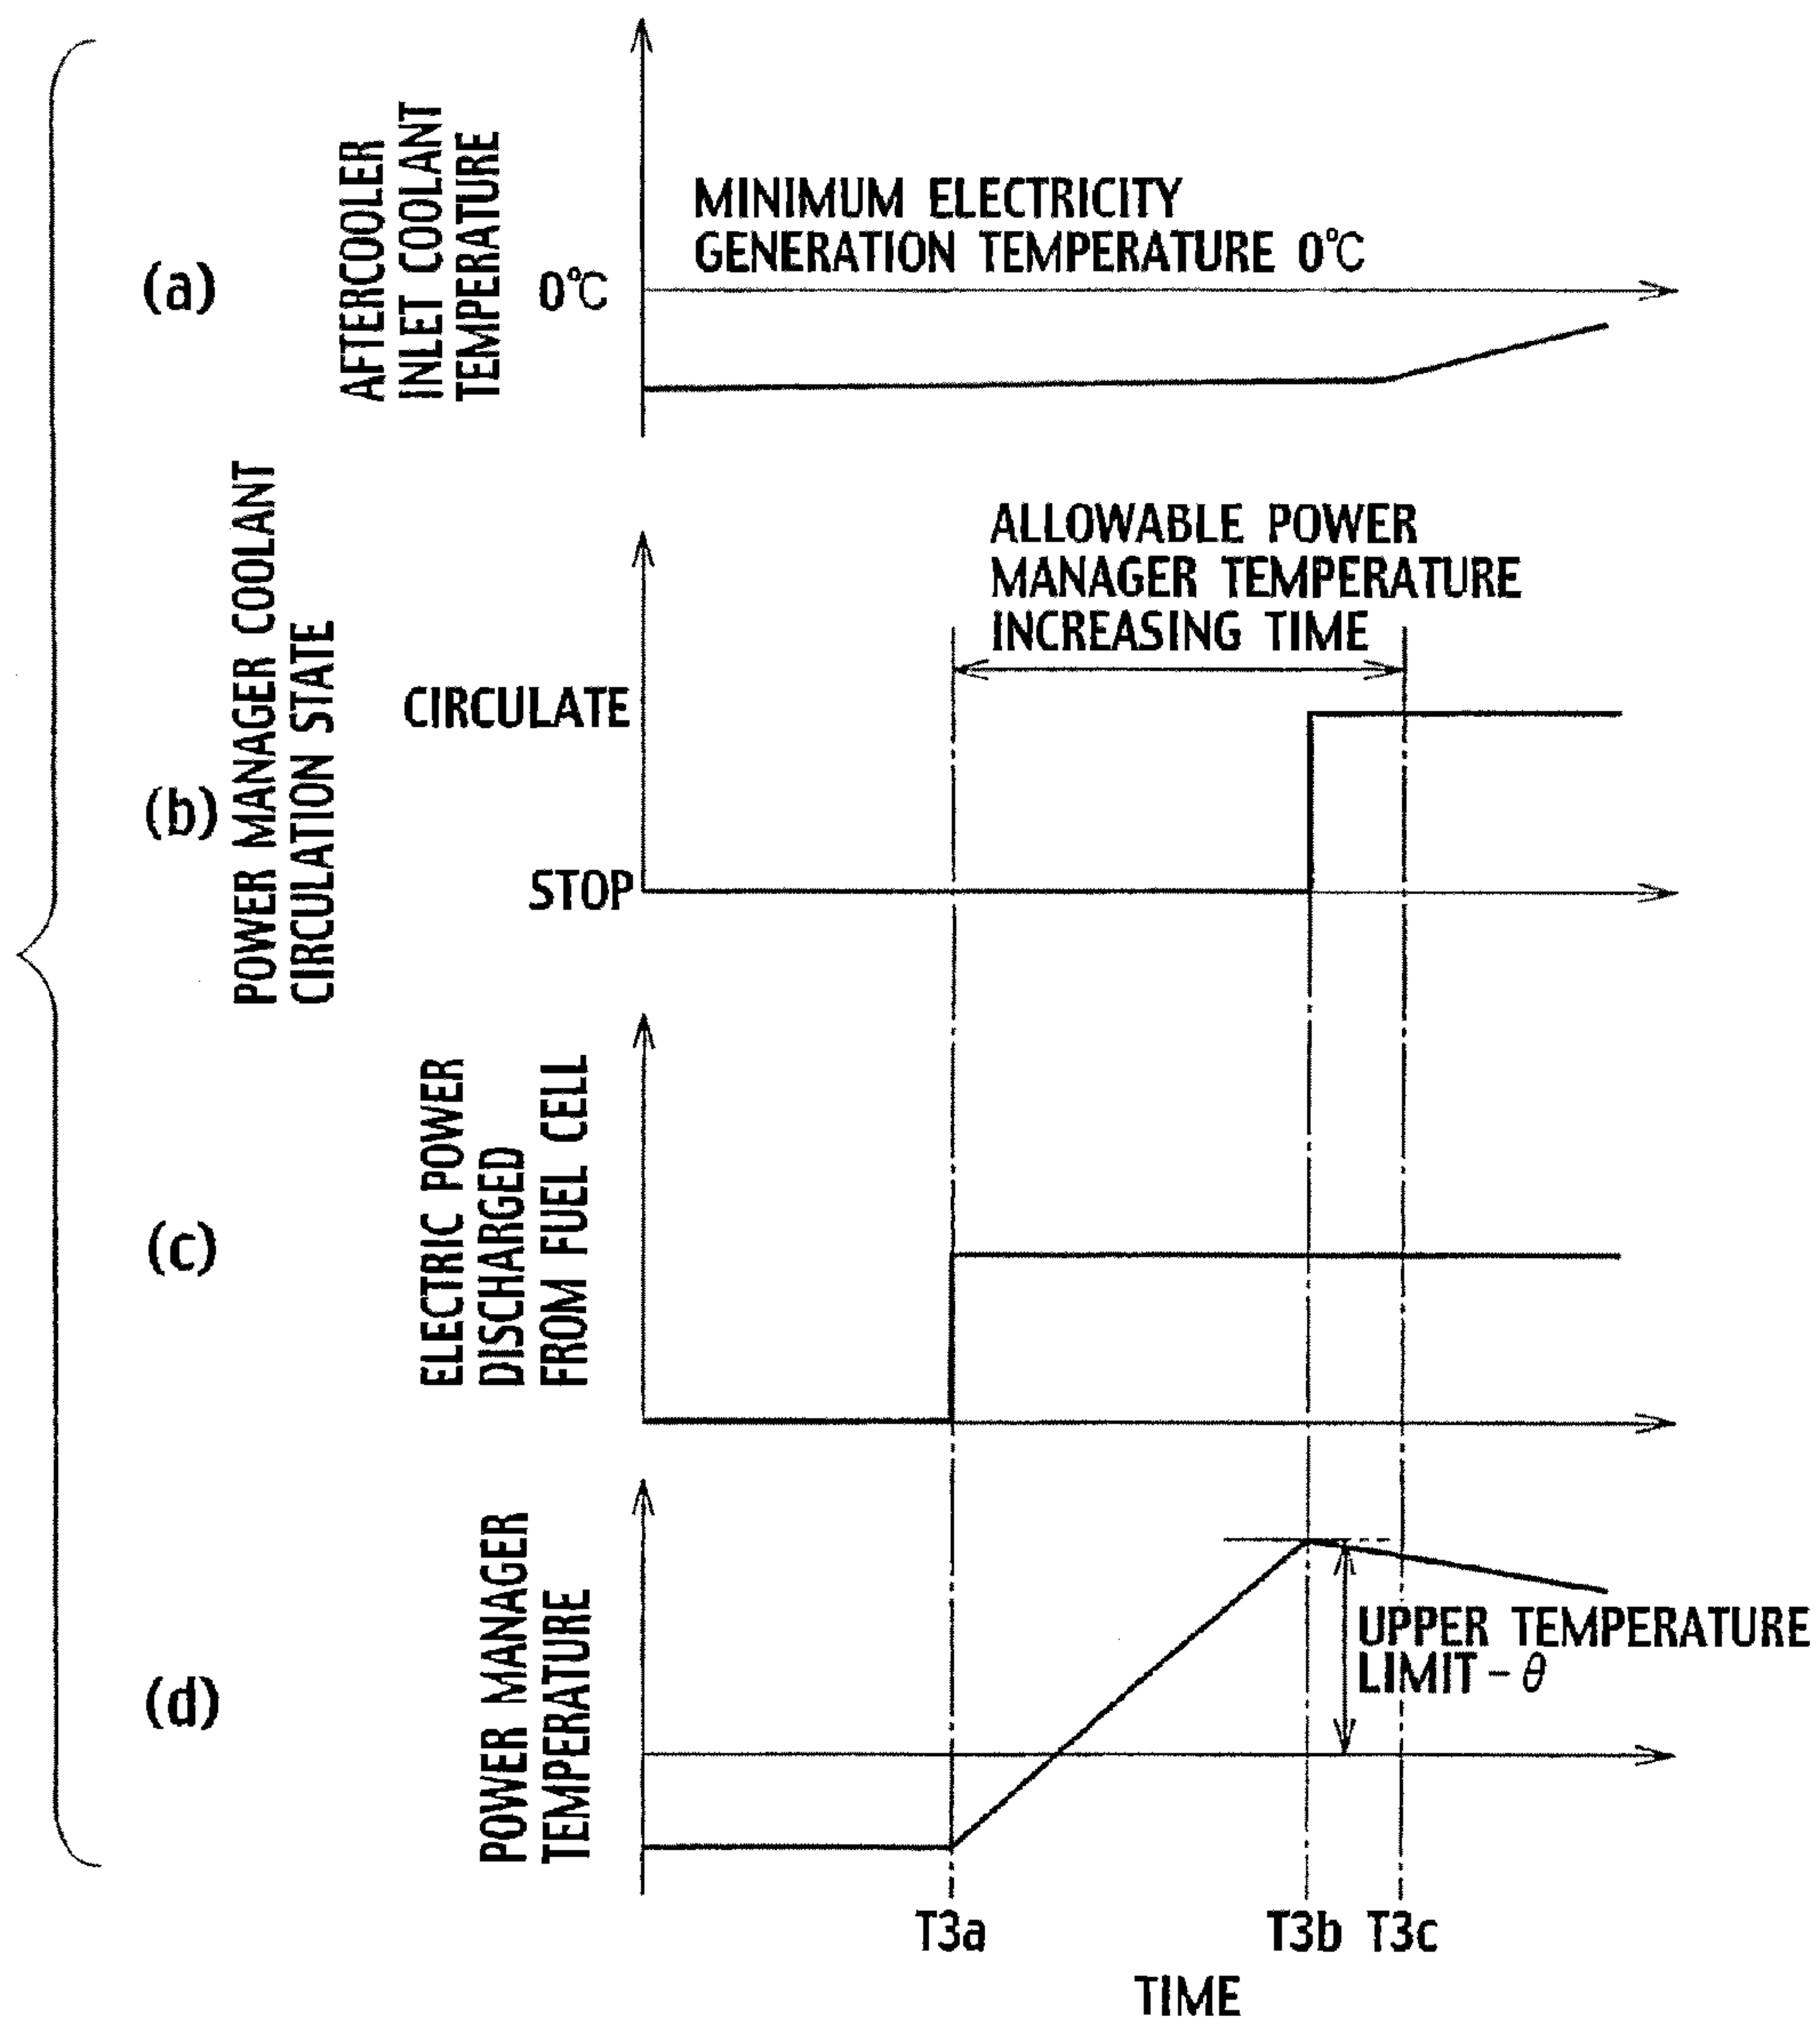 (a)
AFTERCOOLER
INLET COOLANT
TEMPERATURE
0°C
MINIMUM ELECTRICITY
GENERATION TEMPERATURE 0°C
(b)
POWER MANAGER COOLANT
CIRCULATION STATE
CIRCULATE
STOP
ALLOWABLE POWER
MANAGER TEMPERATURE
INCREASING TIME
(c)
ELECTRIC POWER
DISCHARGED
FROM FUEL CELL
(d)
POWER MANAGER
TEMPERATURE
UPPER TEMPERATURE
LIMIT - θ
T3a T3b T3c
TIME